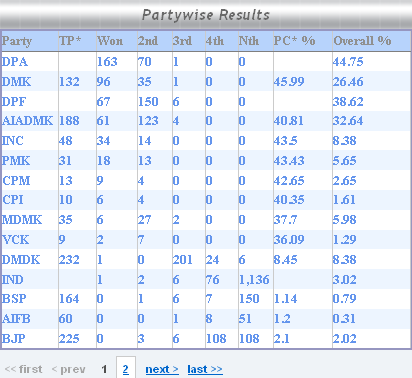 Partywise Results
Party TP* Won 2nd 3rd 4th Nth PC* % Overall %
DPA 163 70 1 0 0 44.75
DMK 132 96 35 1 0 0 45.99 26.46
DPF 67 150 6 0 0 38.62
AIADMK 188 61 123 4 0 0 40.81 32.64
INC 48 34 14 0 0 0 43.5 8.38
PMK 31 18 13 0 0 0 43.43 5.65
CPM 13 9 4 0 0 0 42.65 2.65
CPI 10 6 4 0 0 0 40.35 1.61
MDMK 35 6 27 2 0 0 37.7 5.98
VCK 9 2 7 0 0 0 36.09 1.29
DMDK 232 1 0 201 24 6 8.45 8.38
IND 1 2 6 76 1,136 3.02
BSP 164 0 1 6 7 150 1.14 0.79
AIFB 60 0 0 1 8 51 1.2 0.31
BJP 225 0 3 6 108 108 2.1 2.02
<< first < prev 1 2 next > last >>